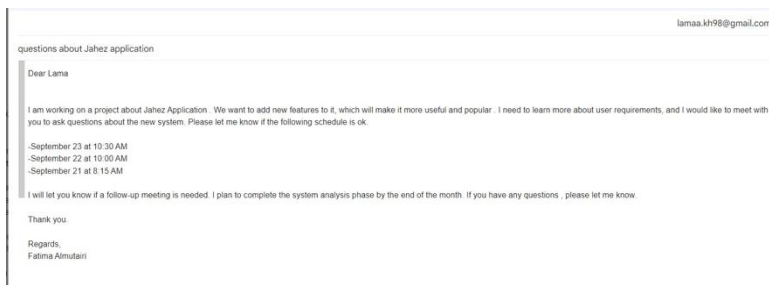 lamaa.kh98@gmail.com
questions about Jahez application
Dear Lama
I am working on a project about Jahez Application . We want to add new features to it, which will make it more useful and popular . I need to learn more about user requirements, and I would like to meet with
you to ask questions about the new system. Please let me know if the following schedule is ok.
-September 23 at 10:30 AM
-September 22 at 10:00 AM
-September 21 at 8:15 AM
I will let you know if a follow-up meeting is needed. I plan to complete the system analysis phase by the end of the month. If you have any questions , please let me know.
Thank you.
Regards,
Fatima Almutairi